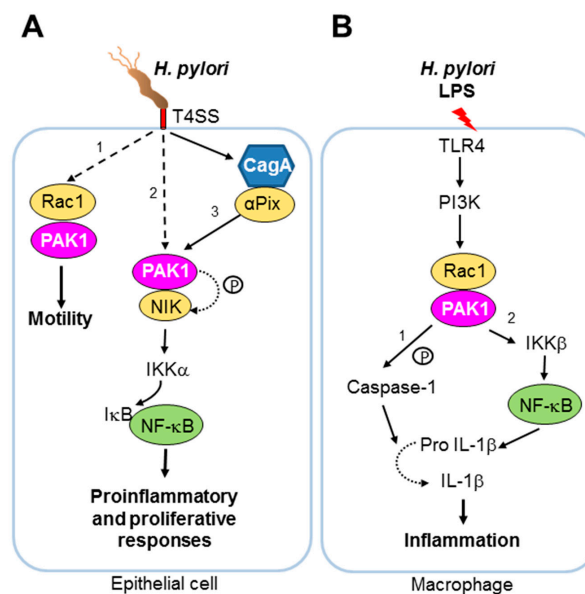 A
H. pylori
T4SS
1
2
CagA
αPix
3
Rac1
PAK1
Motility
PAK1
NIK
P
IKKα
IκB
NF-κB
Proinflammatory
and proliferative
responses
Epithelial cell
B
H. pylori
LPS
TLR4
PI3K
Rac1
PAK1
1
P
2
IKKβ
Caspase-1
NF-κB
Pro IL-1β
IL-1β
Inflammation
Macrophage